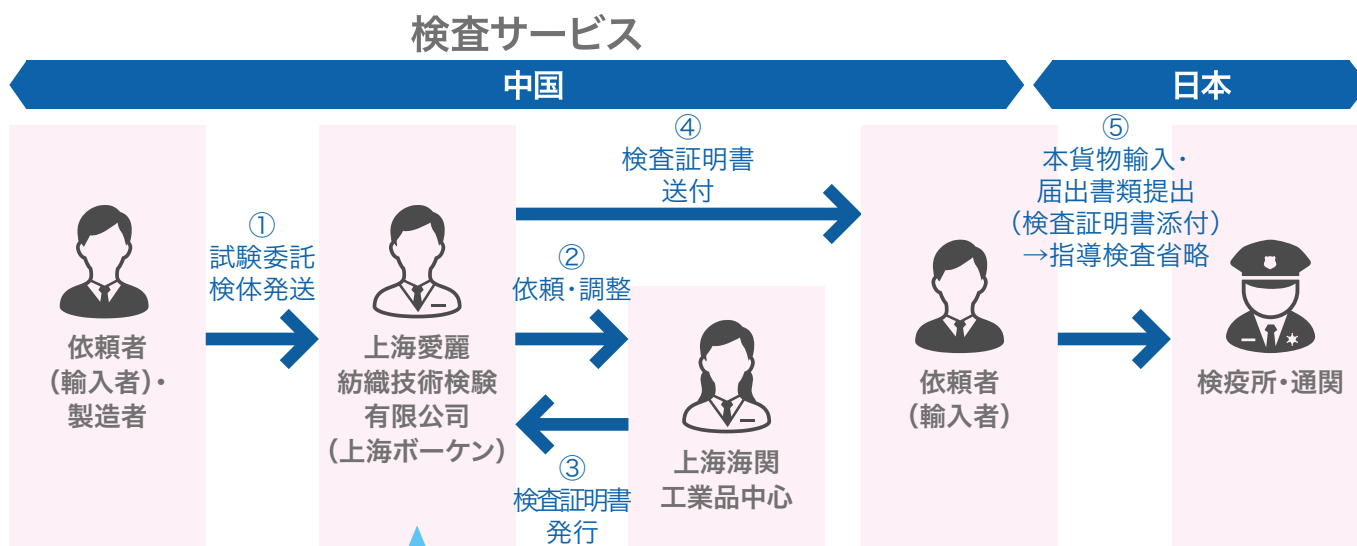 検査サービス
中国
日本
①
試験委託
検体発送
依頼者
(輸入者)・
製造者
上海愛麗
紡織技術検験
有限公司
(上海ボーケン)
②
依頼・調整
③
検査証明書
発行
上海海関
工業品中心
④
検査証明書
送付
依頼者
(輸入者)
⑤
本貨物輸入・
届出書類提出
(検査証明書添付)
→指導検査省略
検疫所・通関